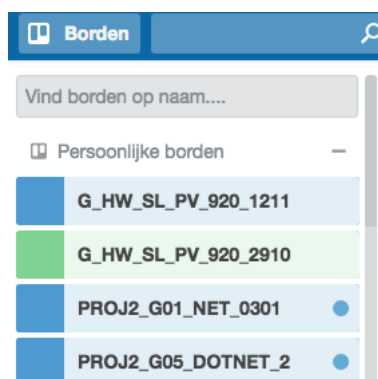 Borden
Vind borden op naam....
Persoonlijke borden
G_HW_SL_PV_920_1211
G_HW_SL_PV_920_2910
PROJ2_G01_NET_0301
PROJ2_G05_DOTNET_2